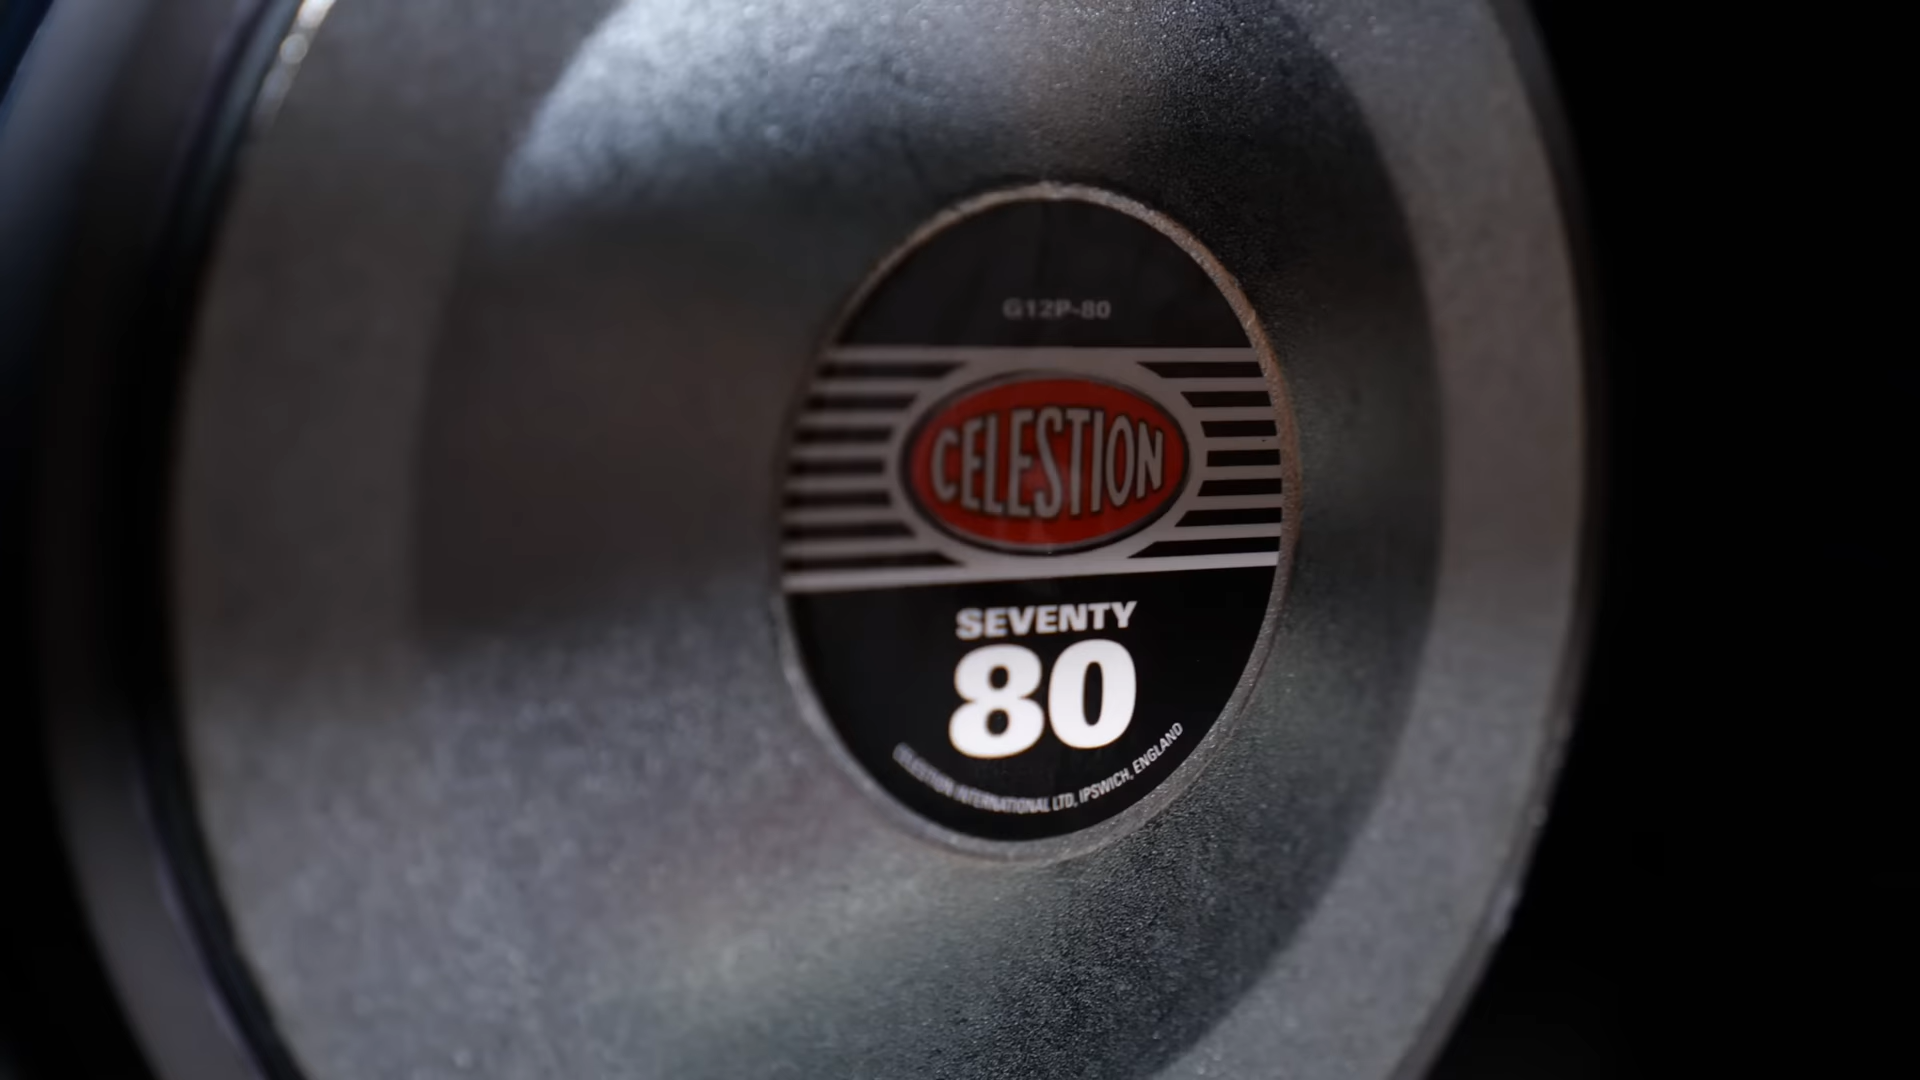 G12P-80
CELESTION
SEVENTY
80
CELESTION INTERNATIONAL LTD, IPSWICH, ENGLAND